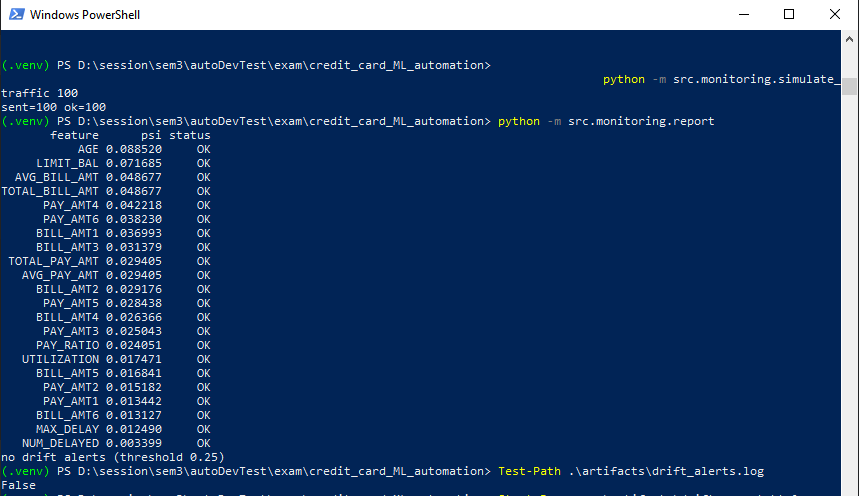 Windows PowerShell
(.venv) PS D:\session\sem3\autoDevTest\exam\credit_card_ML_automation>
python -m src.monitoring.simulate_
traffic 100
sent=100 ok=100
(.venv) PS D:\session\sem3\autoDevTest\exam\credit_card_ML_automation> python -m src.monitoring.report
feature psi status
AGE 0.088520 OK
LIMIT_BAL 0.071685 OK
AVG_BILL_AMT 0.048677 OK
TOTAL_BILL_AMT 0.048677 OK
PAY_AMT4 0.042218 OK
PAY_AMT6 0.038230 OK
BILL_AMT1 0.036993 OK
BILL_AMT3 0.031379 OK
TOTAL_PAY_AMT 0.029405 OK
AVG_PAY_AMT 0.029405 OK
BILL_AMT2 0.029176 OK
PAY_AMT5 0.028438 OK
BILL_AMT4 0.026366 OK
PAY_AMT3 0.025043 OK
PAY_RATIO 0.024051 OK
UTILIZATION 0.017471 OK
BILL_AMT5 0.016841 OK
PAY_AMT2 0.015182 OK
PAY_AMT1 0.013442 OK
BILL_AMT6 0.013127 OK
MAX_DELAY 0.012490 OK
NUM_DELAYED 0.003399 OK
no drift alerts (threshold 0.25)
(.venv) PS D:\session\sem3\autoDevTest\exam\credit_card_ML_automation> Test-Path .\artifacts\drift_alerts.log
False